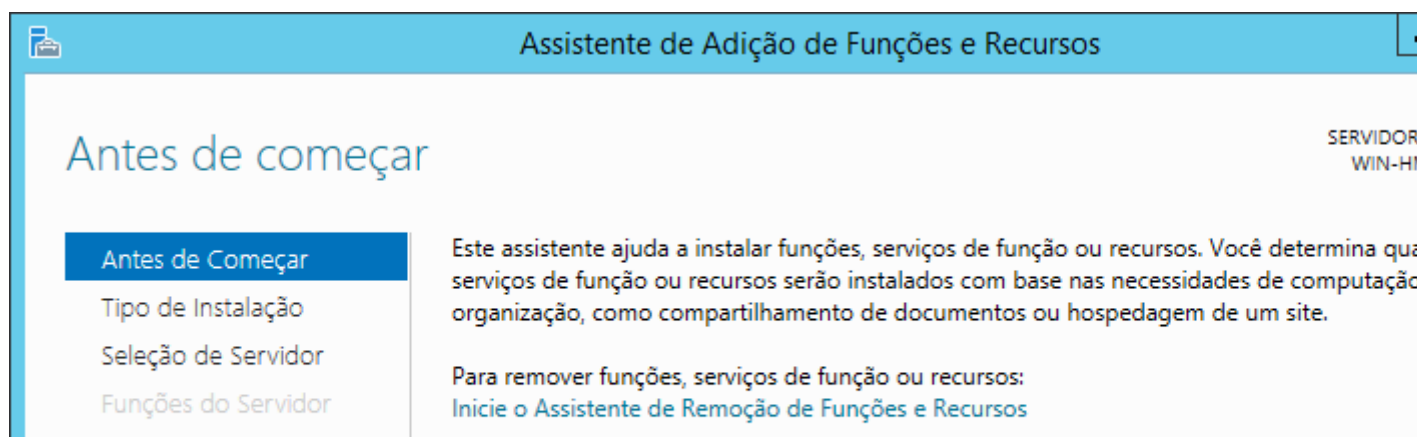 Assistente de Adição de Funções e Recursos
Antes de começar
SERVIDOR
WIN-HN
Antes de Começar
Tipo de Instalação
Seleção de Servidor
Funções do Servidor
Este assistente ajuda a instalar funções, serviços de função ou recursos. Você determina
serviços de função ou recursos serão instalados com base nas necessidades de computação
organização, como compartilhamento de documentos ou hospedagem de um site.
Para remover funções, serviços de função ou recursos:
Inicie o Assistente de Remoção de Funções e Recursos